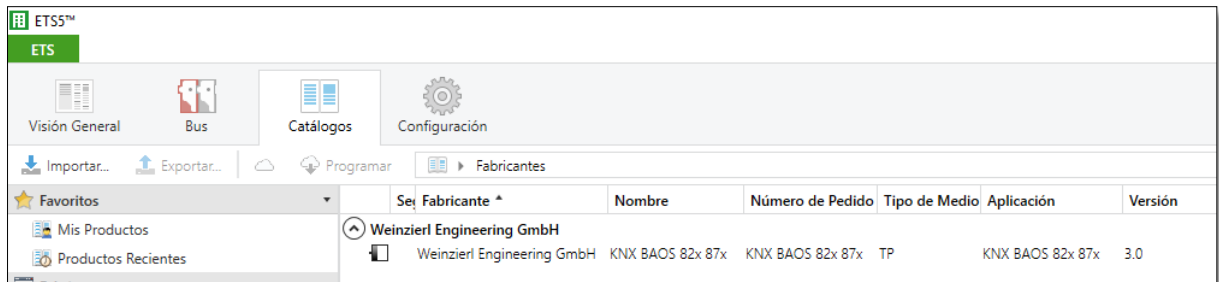 ETS5™
ETS
Visión General Bus Catálogos Configuración
Importar... Exportar... Programar Fabricantes
Favoritos Fabricante Nombre Número de Pedido Tipo de Medio Aplicación Versión
Mis Productos Weinzierl Engineering GmbH
Productos Recientes Weinzierl Engineering GmbH KNX BAOS 82x 87x KNX BAOS 82x 87x TP KNX BAOS 82x 87x 3.0